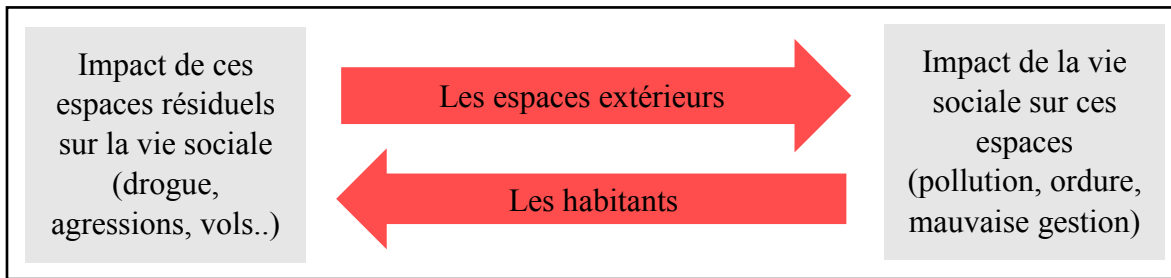 Impact de ces
espaces résiduels
sur la vie sociale
(drogue,
agressions, vols..)
Les espaces extérieurs
Les habitants
Impact de la vie
sociale sur ces
espaces
(pollution, ordure,
mauvaise gestion)